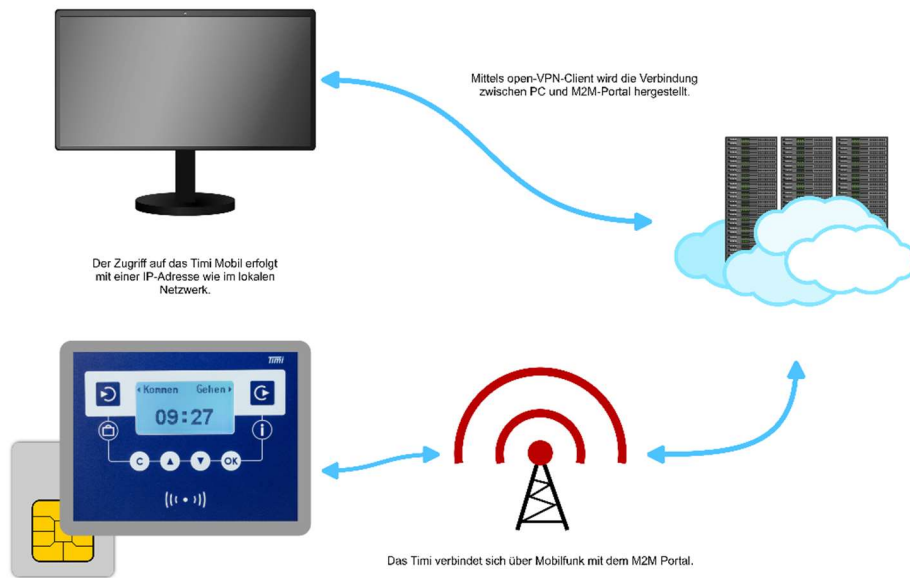 Mittels open-VPN-Client wird die Verbindung
zwischen PC und M2M-Portal hergestellt.
Der Zugriff auf das Timi Mobil erfolgt
mit einer IP-Adresse wie im lokalen
Netzwerk.
Timi
Kommen Gehen
09:27
i
C OK
Das Timi verbindet sich über Mobilfunk mit dem M2M Portal.